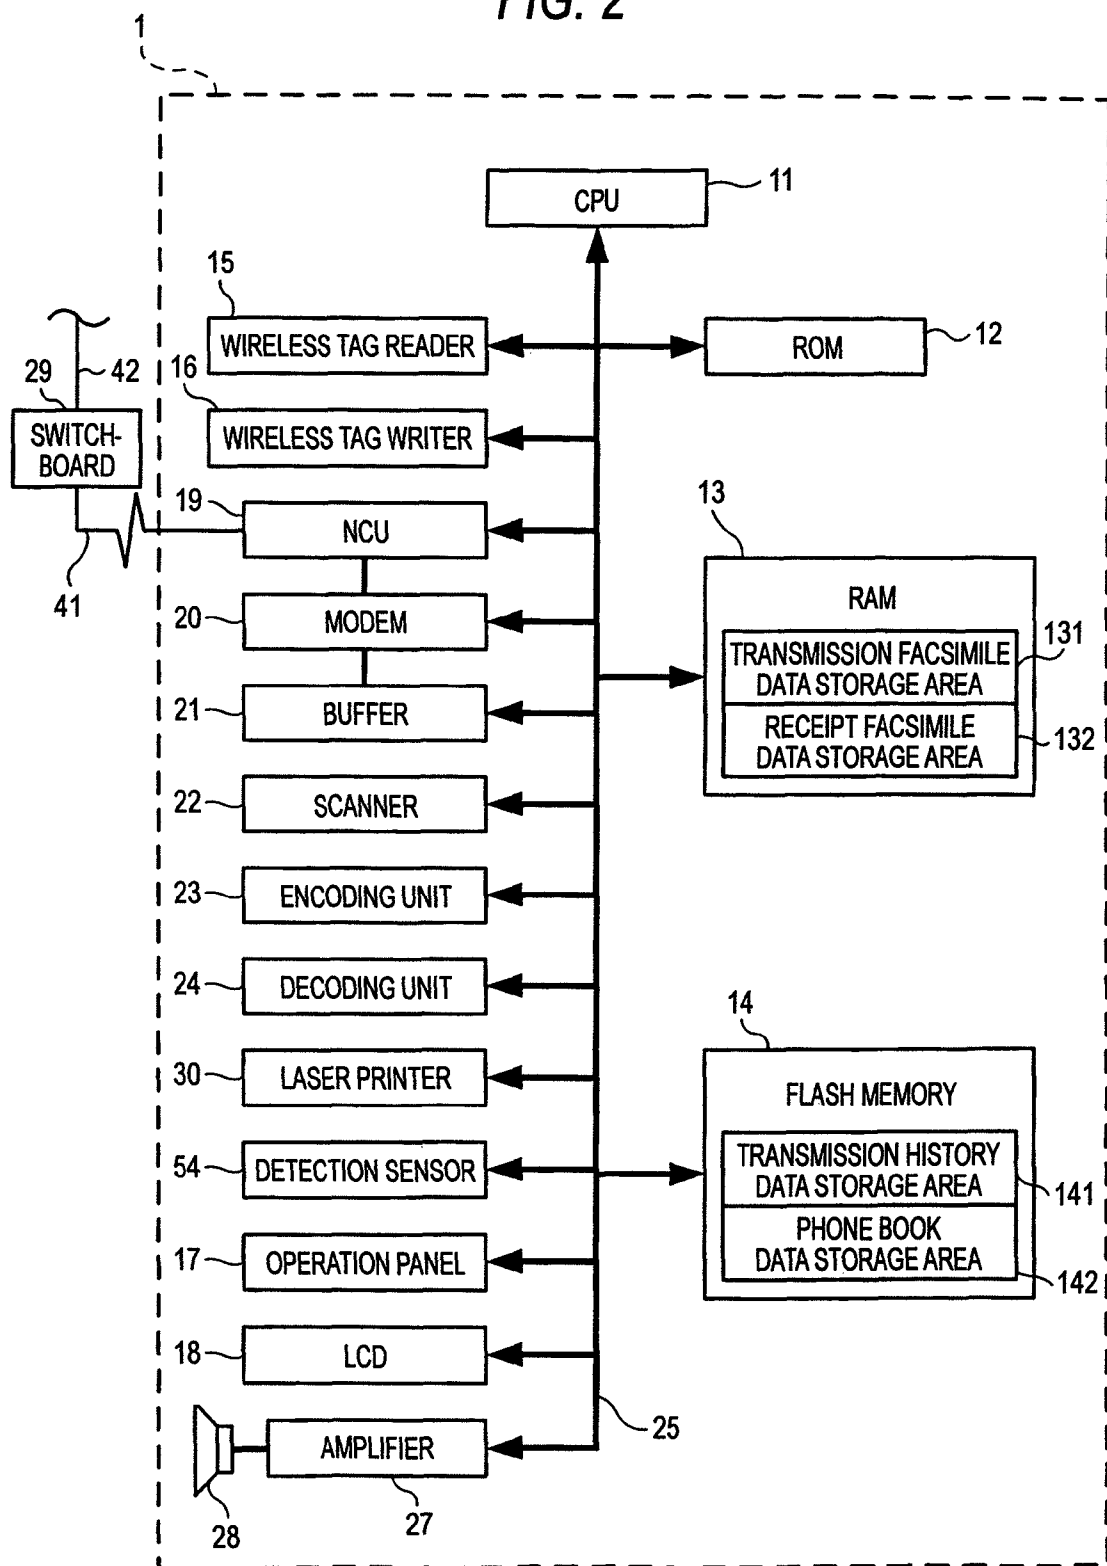 FIG. 2
1
CPU
11
15
WIRELESS TAG READER
ROM
12
42
29
16
SWITCH-
BOARD
WIRELESS TAG WRITER
19
NCU
41
13
RAM
20
MODEM
TRANSMISSION FACSIMILE
DATA STORAGE AREA
131
21
BUFFER
RECEIPT FACSIMILE
DATA STORAGE AREA
132
22
SCANNER
23
ENCODING UNIT
24
DECODING UNIT
14
30
LASER PRINTER
FLASH MEMORY
54
DETECTION SENSOR
TRANSMISSION HISTORY
DATA STORAGE AREA
141
17
OPERATION PANEL
PHONE BOOK
DATA STORAGE AREA
142
18
LCD
25
AMPLIFIER
28
27